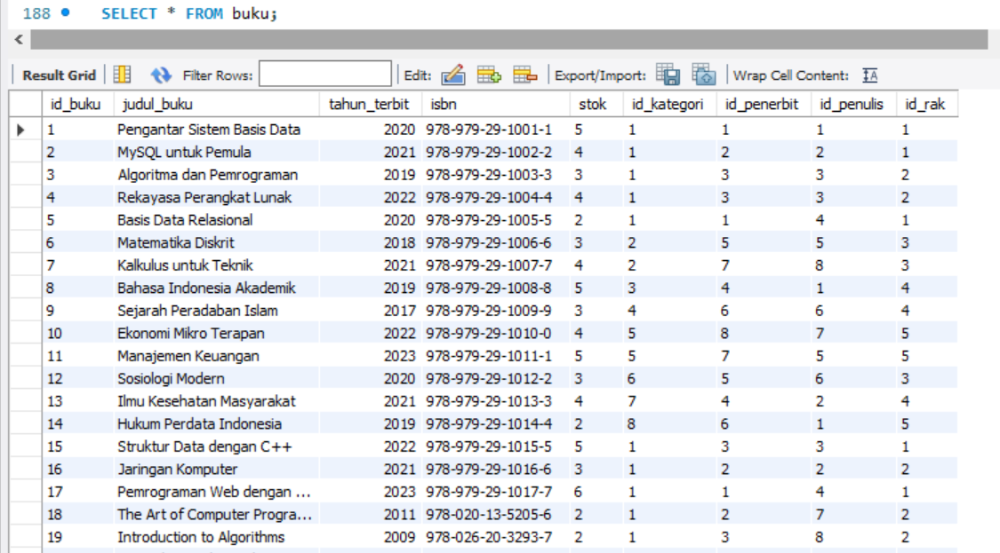 188 SELECT * FROM buku;
Result Grid Filter Rows: Edit: Export/Import: Wrap Cell Content: IA
id_buku judul_buku tahun_terbit isbn stok id_kategori id_penerbit id_penulis id_rak
1 Pengantar Sistem Basis Data 2020 978-979-29-1001-1 5 1 1 1 1
2 MySQL untuk Pemula 2021 978-979-29-1002-2 4 1 2 2 1
3 Algoritma dan Pemrograman 2019 978-979-29-1003-3 3 1 3 3 2
4 Rekayasa Perangkat Lunak 2022 978-979-29-1004-4 4 1 3 3 2
5 Basis Data Relasional 2020 978-979-29-1005-5 2 1 1 4 1
6 Matematika Diskrit 2018 978-979-29-1006-6 3 2 5 5 3
7 Kalkulus untuk Teknik 2021 978-979-29-1007-7 4 2 7 8 3
8 Bahasa Indonesia Akademik 2019 978-979-29-1008-8 5 3 4 1 4
9 Sejarah Peradaban Islam 2017 978-979-29-1009-9 3 4 6 6 4
10 Ekonomi Mikro Terapan 2022 978-979-29-1010-0 4 5 8 7 5
11 Manajemen Keuangan 2023 978-979-29-1011-1 5 5 7 5 5
12 Sosiologi Modern 2020 978-979-29-1012-2 3 6 5 6 3
13 Ilmu Kesehatan Masyarakat 2021 978-979-29-1013-3 4 7 4 2 4
14 Hukum Perdata Indonesia 2019 978-979-29-1014-4 2 8 6 1 5
15 Struktur Data dengan C++ 2022 978-979-29-1015-5 5 1 3 3 1
16 Jaringan Komputer 2021 978-979-29-1016-6 3 1 2 2 2
17 Pemrograman Web dengan ... 2023 978-979-29-1017-7 6 1 1 4 1
18 The Art of Computer Progra... 2011 978-020-13-5205-6 2 1 2 7 2
19 Introduction to Algorithms 2009 978-026-20-3293-7 2 1 3 8 2